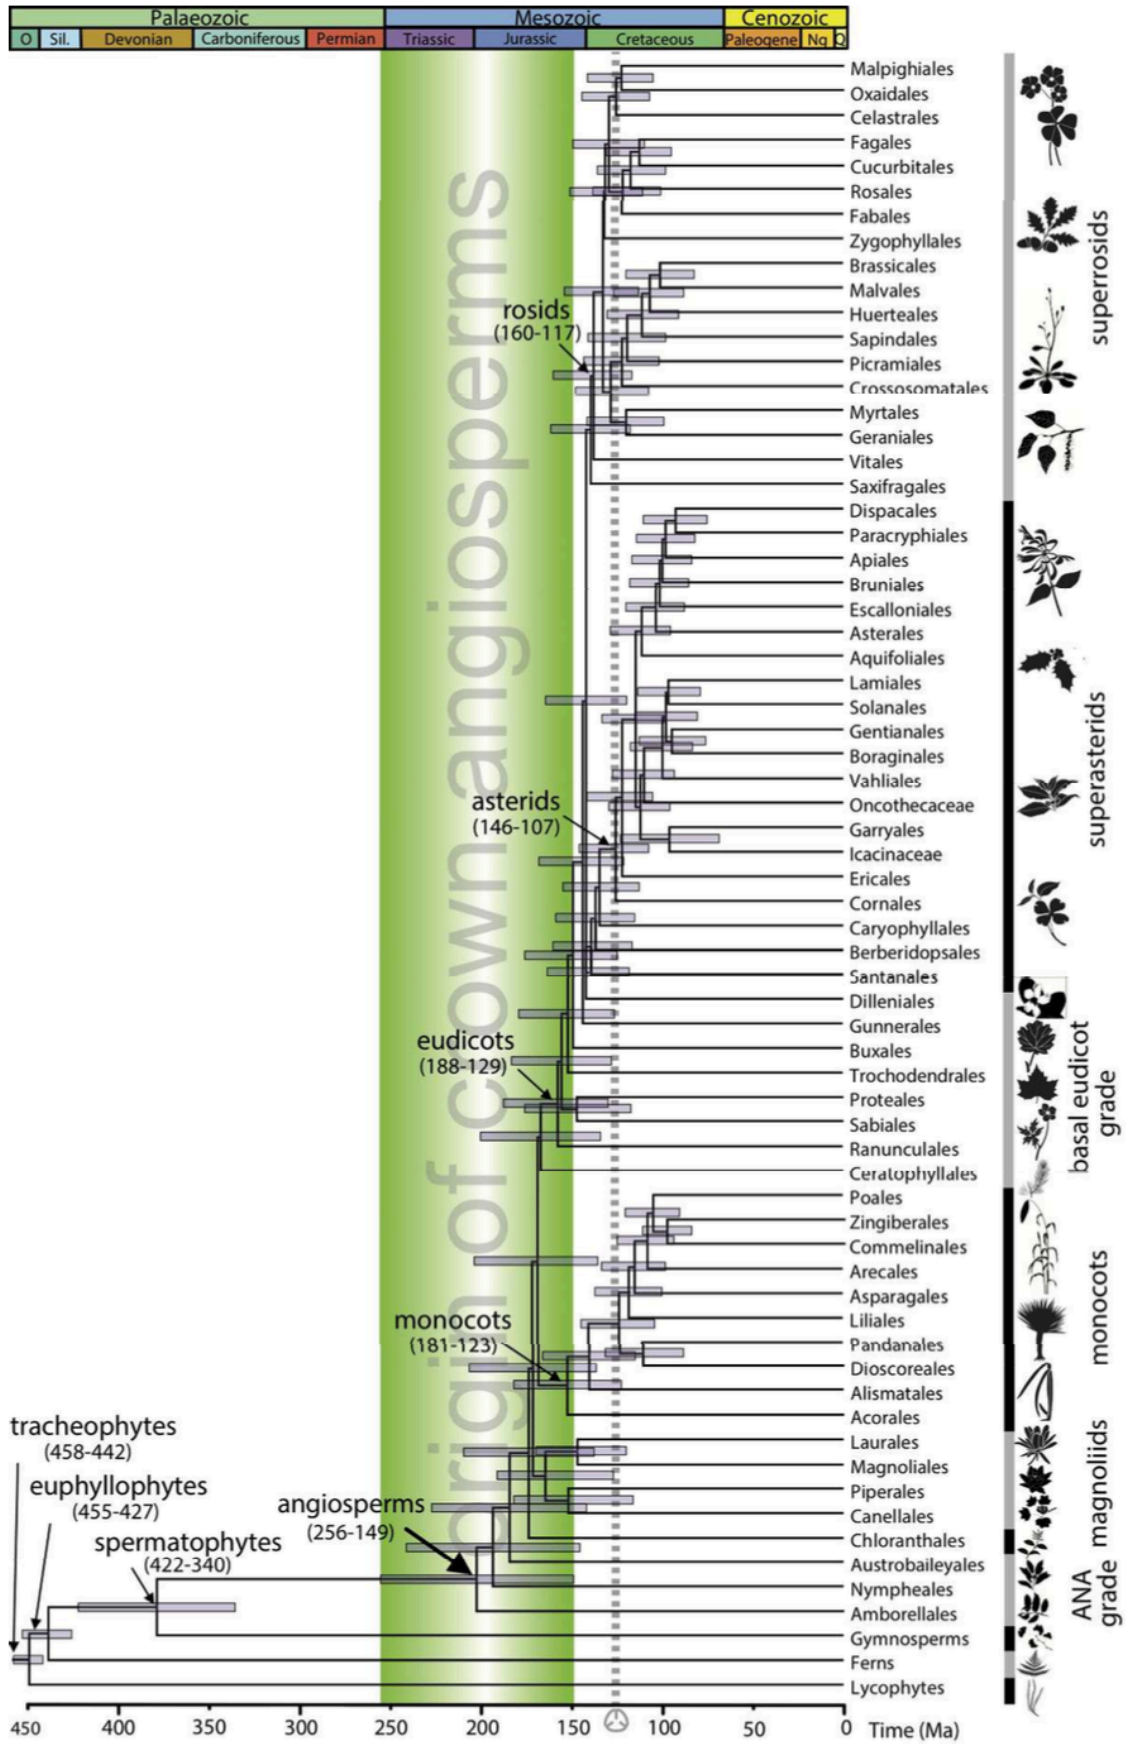 Palaeozoic Mesozoic Cenozoic
O Sil. Devonian Carboniferous Permian Triassic Jurassic Cretaceous Paleogene Ng Q
Malpighiales
Oxaidales
Celastrales
Fagales
Cucurbitales
Rosales
Fabales
Zygophyllales
Brassicales
Malvales
Huerteales
Sapindales
Picramiales
Crossosomatales
Myrtales
Geraniales
Vitales
Saxifragales
Dispacales
Paracryphiales
Apiales
Bruniales
Escalloniales
Asterales
Aquifoliales
Lamiales
Solanales
Gentianales
Boraginales
Vahliales
Oncothecaceae
Garryales
Icacinaceae
Ericales
Cornales
Caryophyllales
Berberidopsales
Santanales
Dilleniales
Gunnerales
Buxales
Trochodendrales
Proteales
Sabiales
Ranunculales
Ceratophyllales
Poales
Zingiberales
Commelinales
Arecales
Asparagales
Liliales
Pandanales
Dioscoreales
Alismatales
Acorales
Laurales
Magnoliales
Piperales
Canellales
Chloranthales
Austrobaileyales
Nympheales
Amborellales
Gymnosperms
Ferns
Lycophytes
superrosids
superasterids
basal eudicot
grade
monocots
magnoliids
ANA
grade
origin of crown angiosperms
rosids
(160-117)
asterids
(146-107)
eudicots
(188-129)
monocots
(181-123)
angiosperms
(256-149)
tracheophytes
(458-442)
euphyllophytes
(455-427)
spermatophytes
(422-340)
450 400 350 300 250 200 150 100 50 0 Time (Ma)